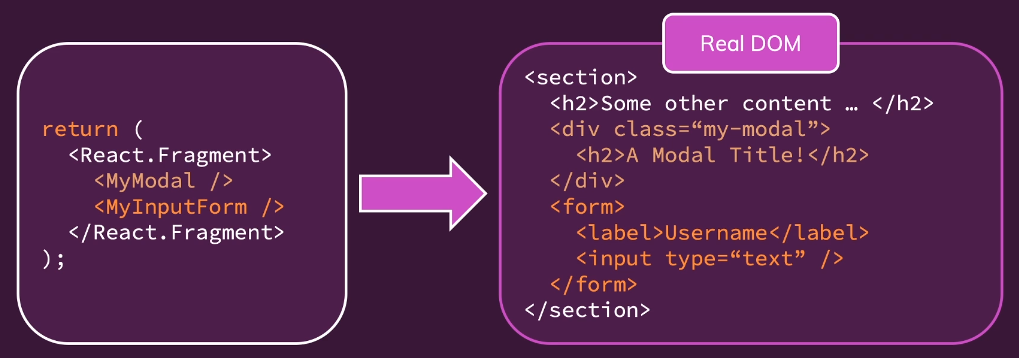 return (
<React.Fragment>
<MyModal />
<MyInputForm />
</React.Fragment>
);
Real DOM
<section>
<h2>Some other content … </h2>
<div class=“my-modal”>
<h2>A Modal Title!</h2>
</div>
<form>
<label>Username</label>
<input type=“text” />
</form>
</section>